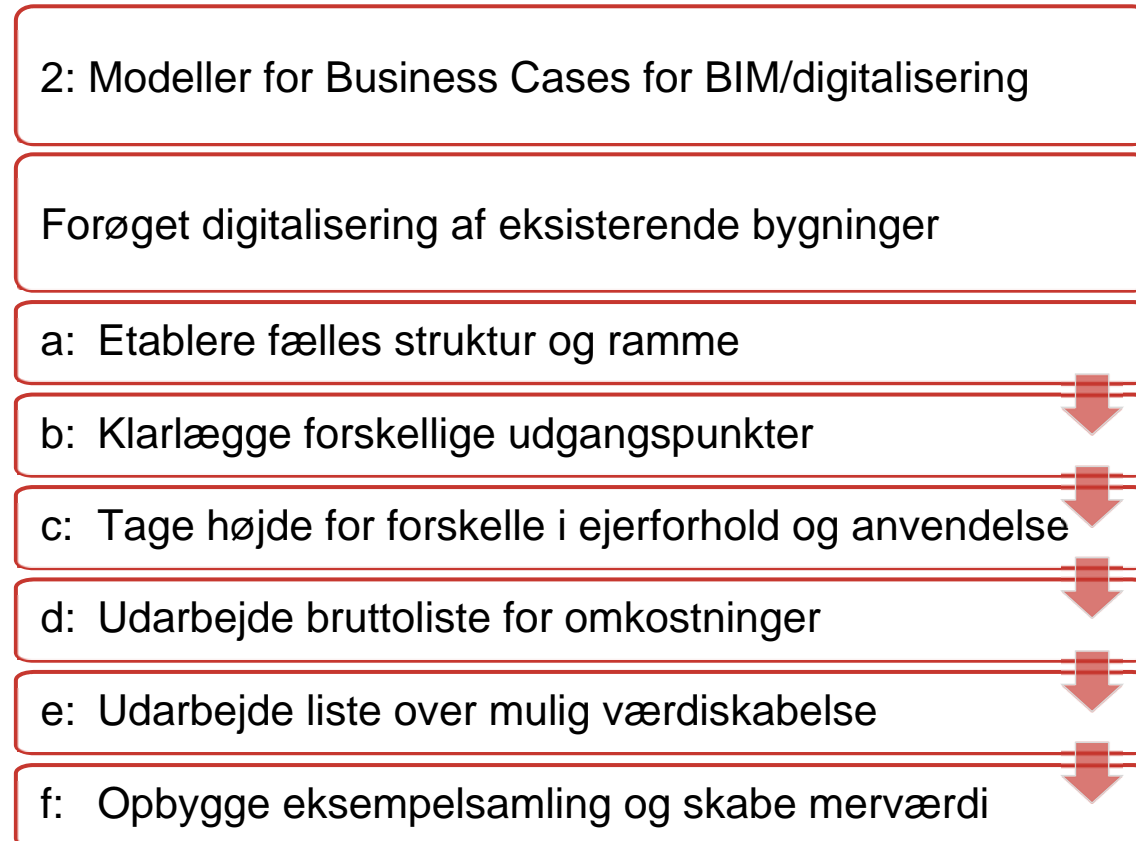 2: Modeller for Business Cases for BIM/digitalisering
Forøget digitalisering af eksisterende bygninger
a: Etablere fælles struktur og ramme
b: Klarlægge forskellige udgangspunkter
c: Tage højde for forskelle i ejerforhold og anvendelse
d: Udarbejde bruttoliste for omkostninger
e: Udarbejde liste over mulig værdiskabelse
f: Opbygge eksempelsamling og skabe merværdi